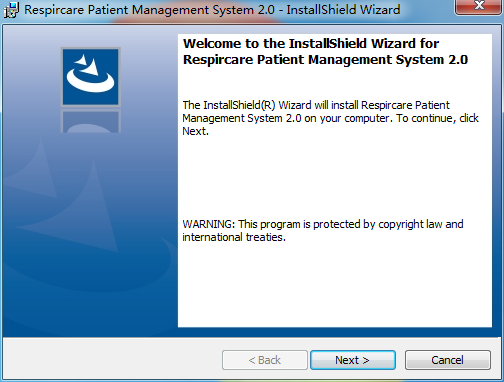 Respircare Patient Management System 2.0 - InstallShield Wizard
Welcome to the InstallShield Wizard for
Respircare Patient Management System 2.0
The InstallShield(R) Wizard will install Respircare Patient
Management System 2.0 on your computer. To continue, click
Next.
WARNING: This program is protected by copyright law and
international treaties.
< Back
Next >
Cancel